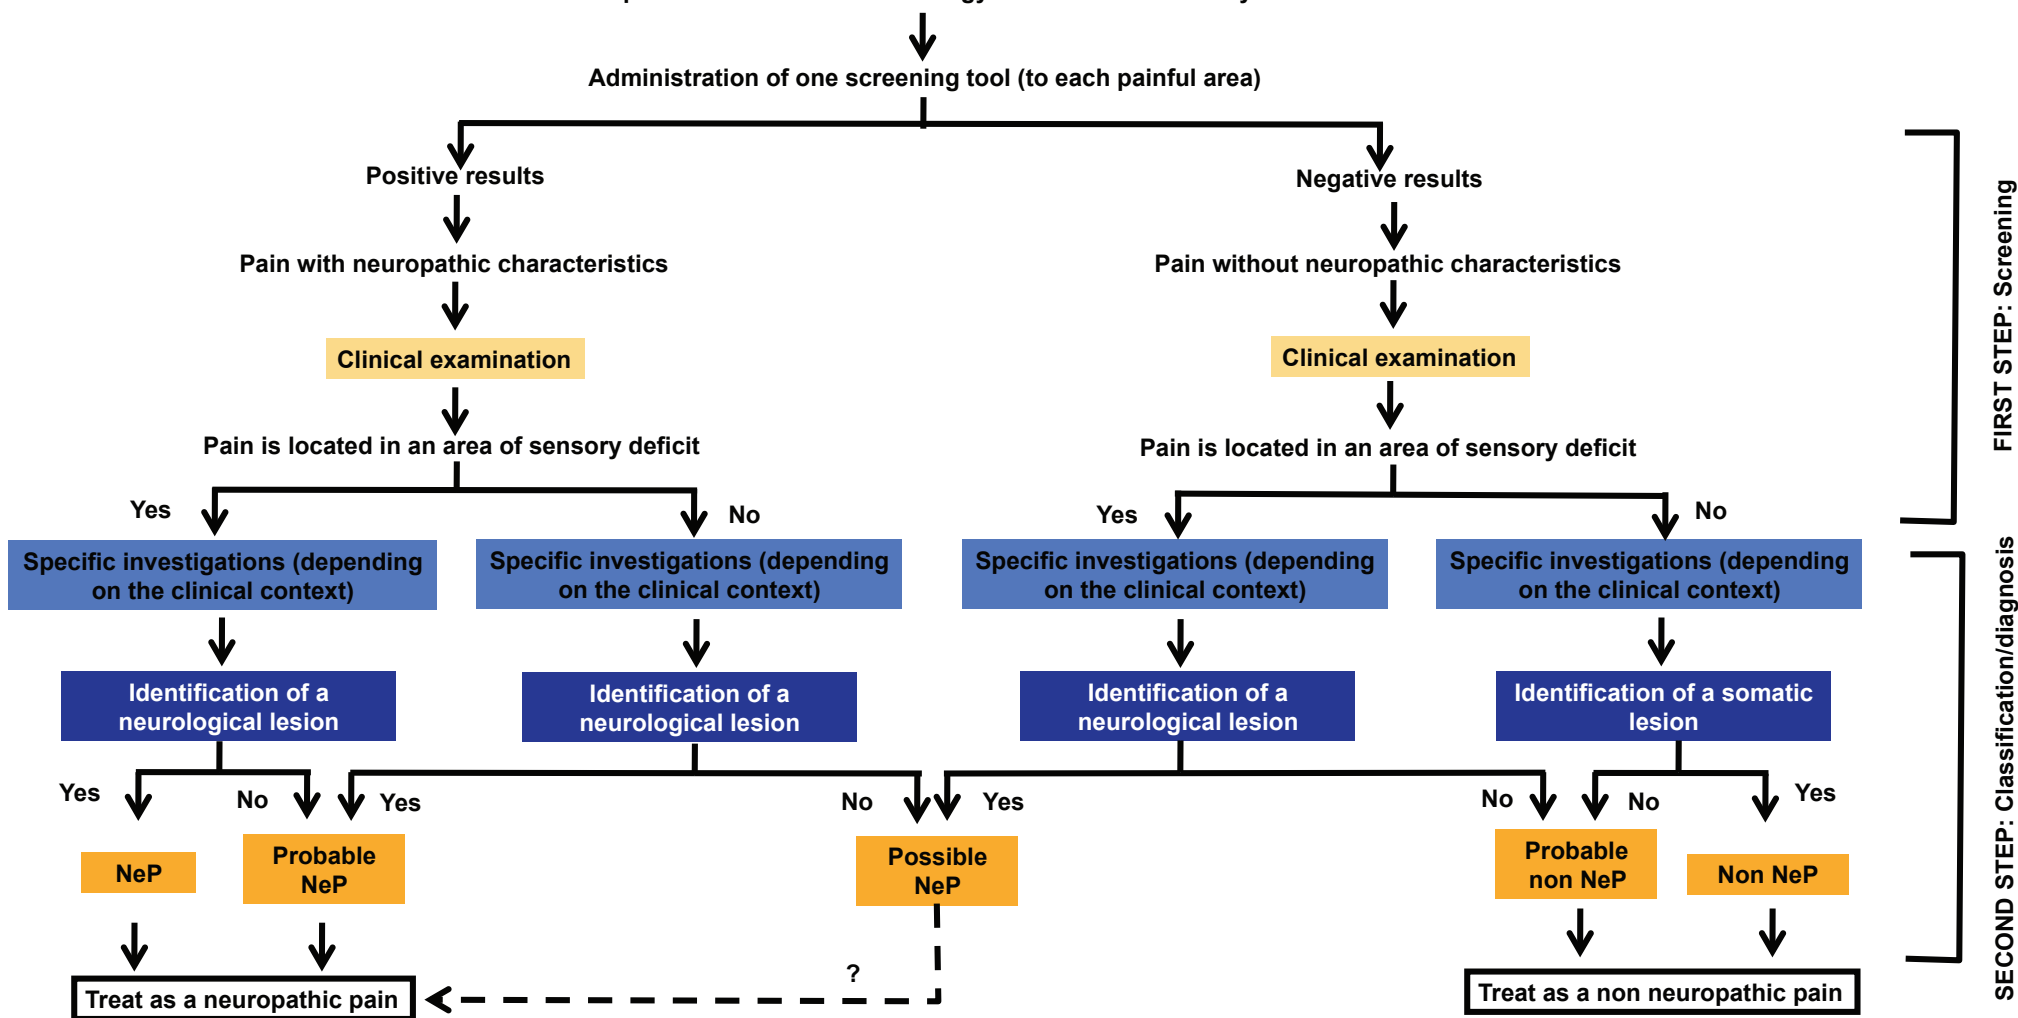 Administration of one screening tool (to each painful area)
Positive results
Negative results
Pain with neuropathic characteristics
Pain without neuropathic characteristics
Clinical examination
Clinical examination
Pain is located in an area of sensory deficit
Pain is located in an area of sensory deficit
Yes
No
Yes
No
Specific investigations (depending
on the clinical context)
Specific investigations (depending
on the clinical context)
Specific investigations (depending
on the clinical context)
Specific investigations (depending
on the clinical context)
Identification of a
neurological lesion
Identification of a
neurological lesion
Identification of a
neurological lesion
Identification of a somatic
lesion
Yes
No
Yes
No
Yes
No
No
Yes
NeP
Probable
NeP
Possible
NeP
Probable
non NeP
Non NeP
?
Treat as a neuropathic pain
Treat as a non neuropathic pain
FIRST STEP: Screening
SECOND STEP: Classification/diagnosis